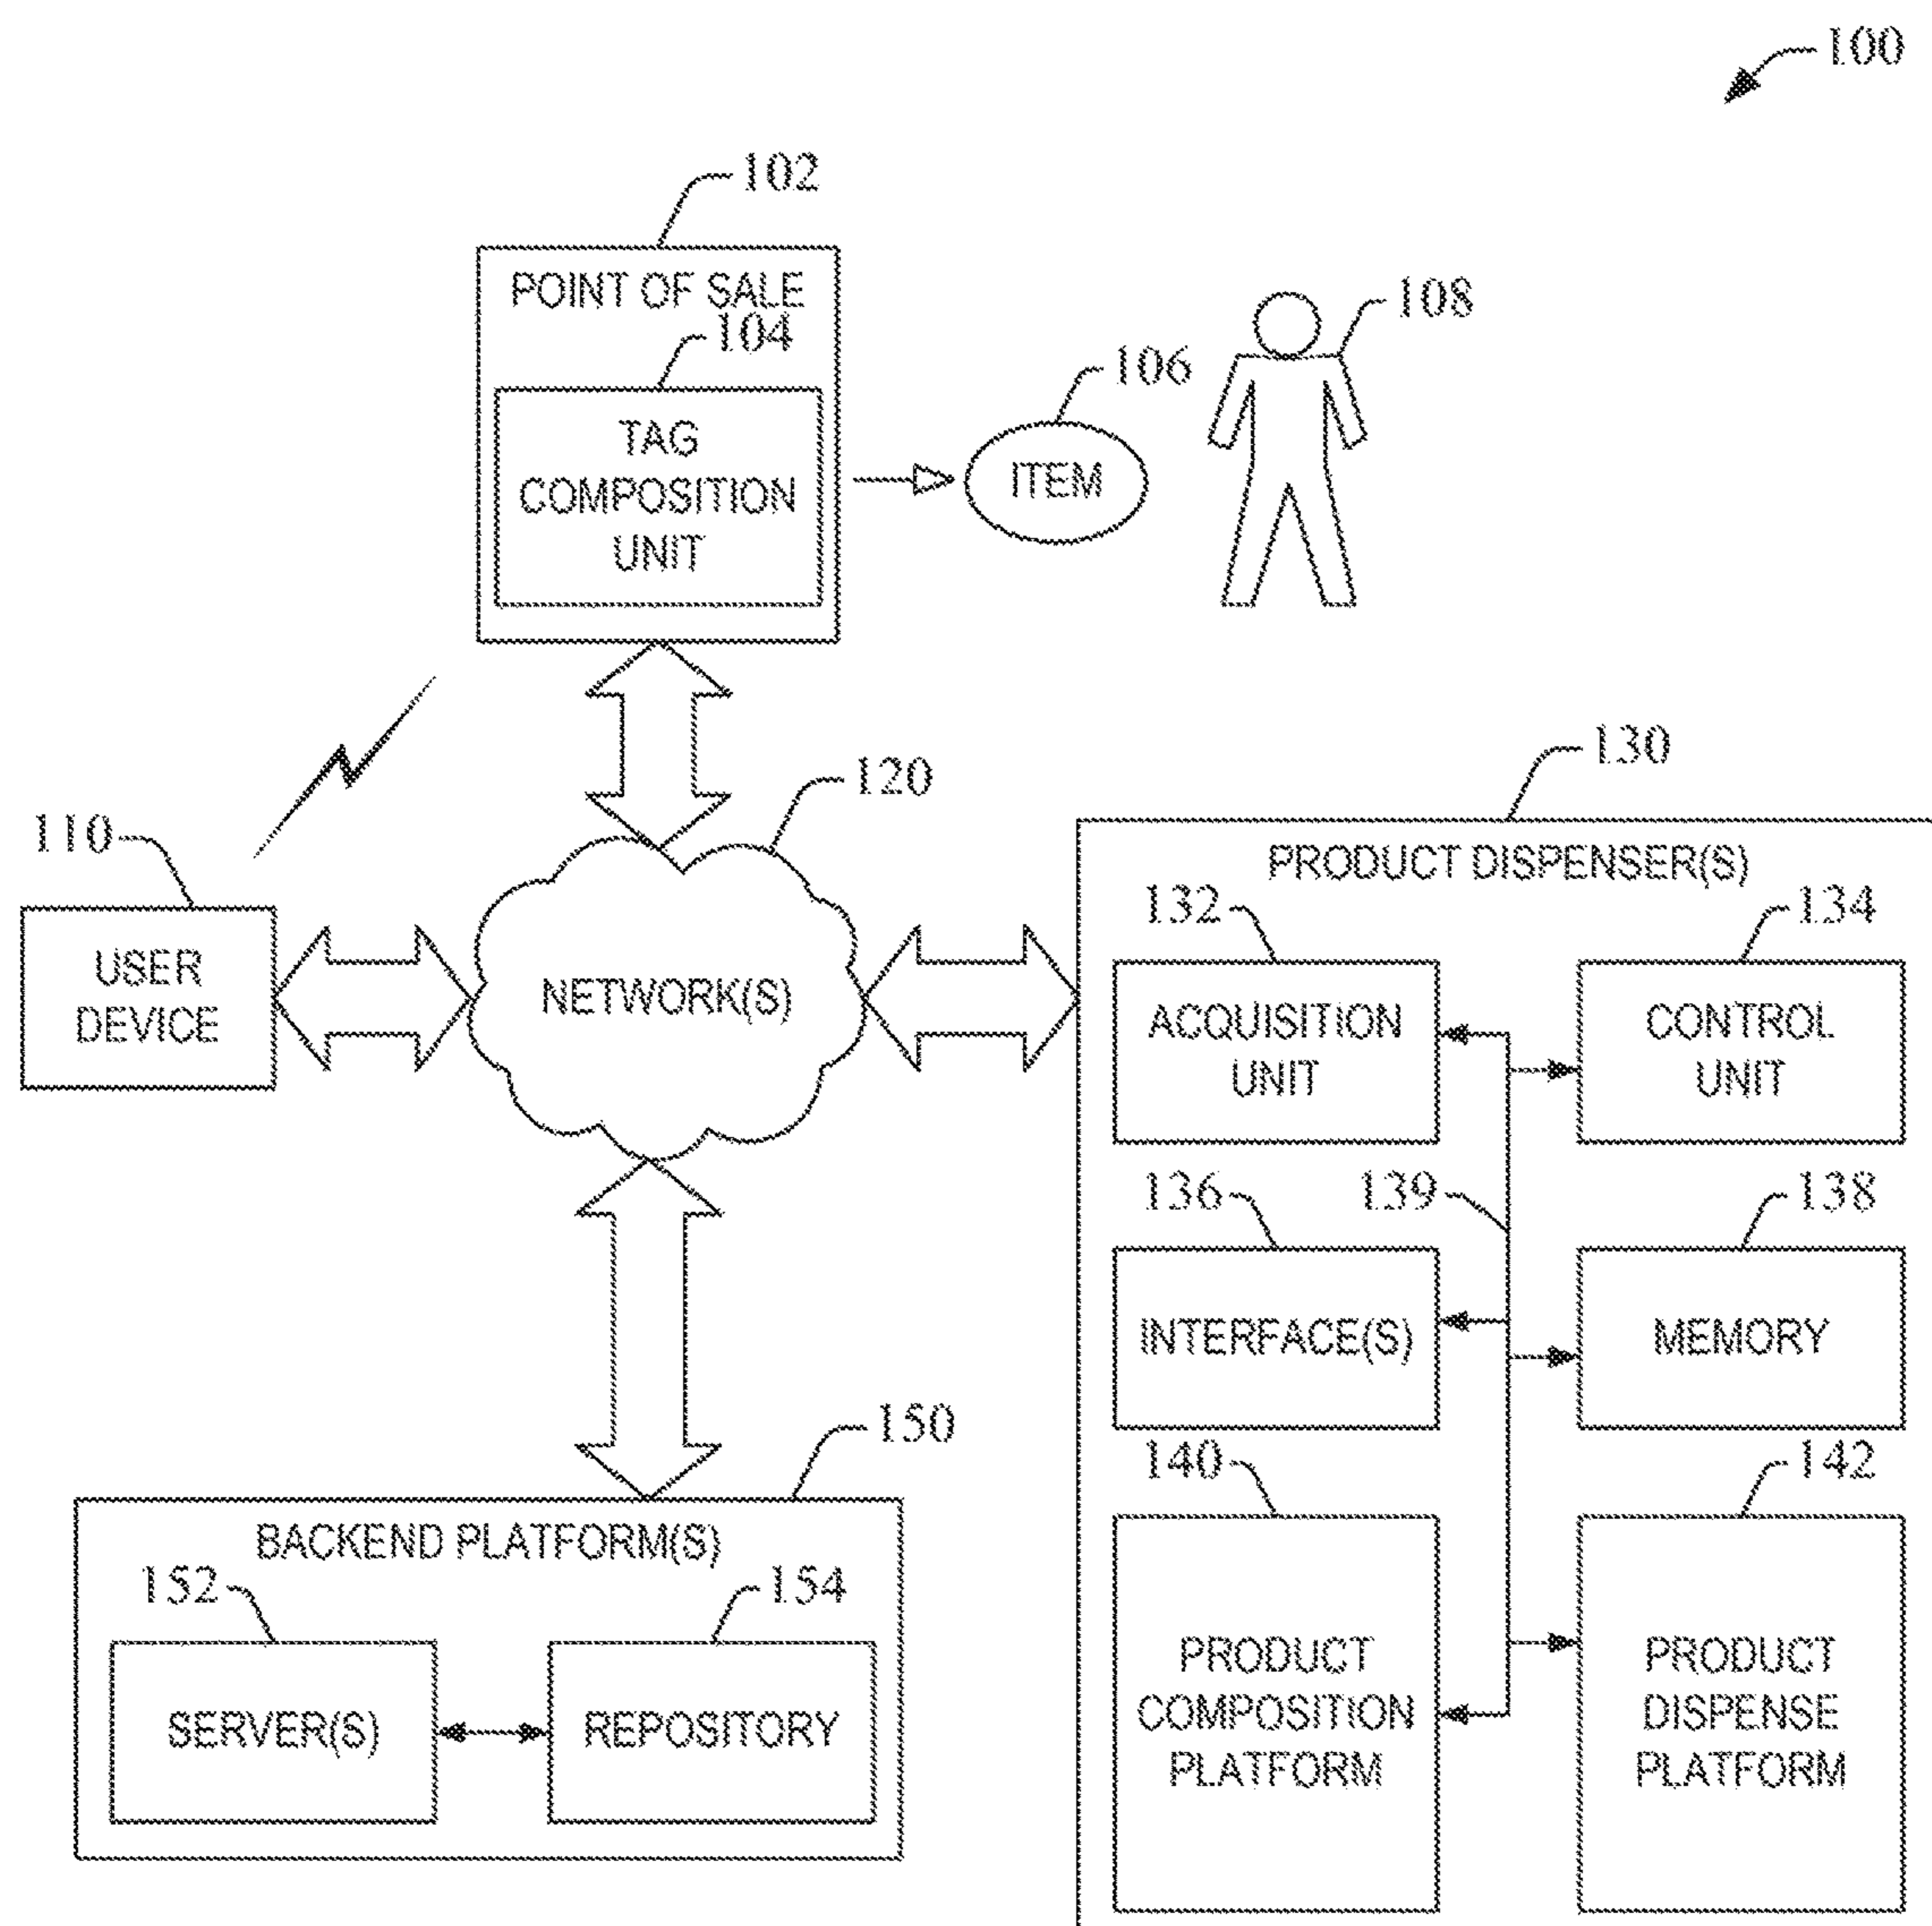 100
102
POINT OF SALE
104
TAG
COMPOSITION
UNIT
106
ITEM
108
110
USER
DEVICE
120
NETWORK(S)
130
PRODUCT DISPENSER(S)
132
ACQUISITION
UNIT
134
CONTROL
UNIT
136
INTERFACE(S)
139
138
MEMORY
140
PRODUCT
COMPOSITION
PLATFORM
142
PRODUCT
DISPENSE
PLATFORM
150
BACKEND PLATFORM(S)
152
SERVER(S)
154
REPOSITORY